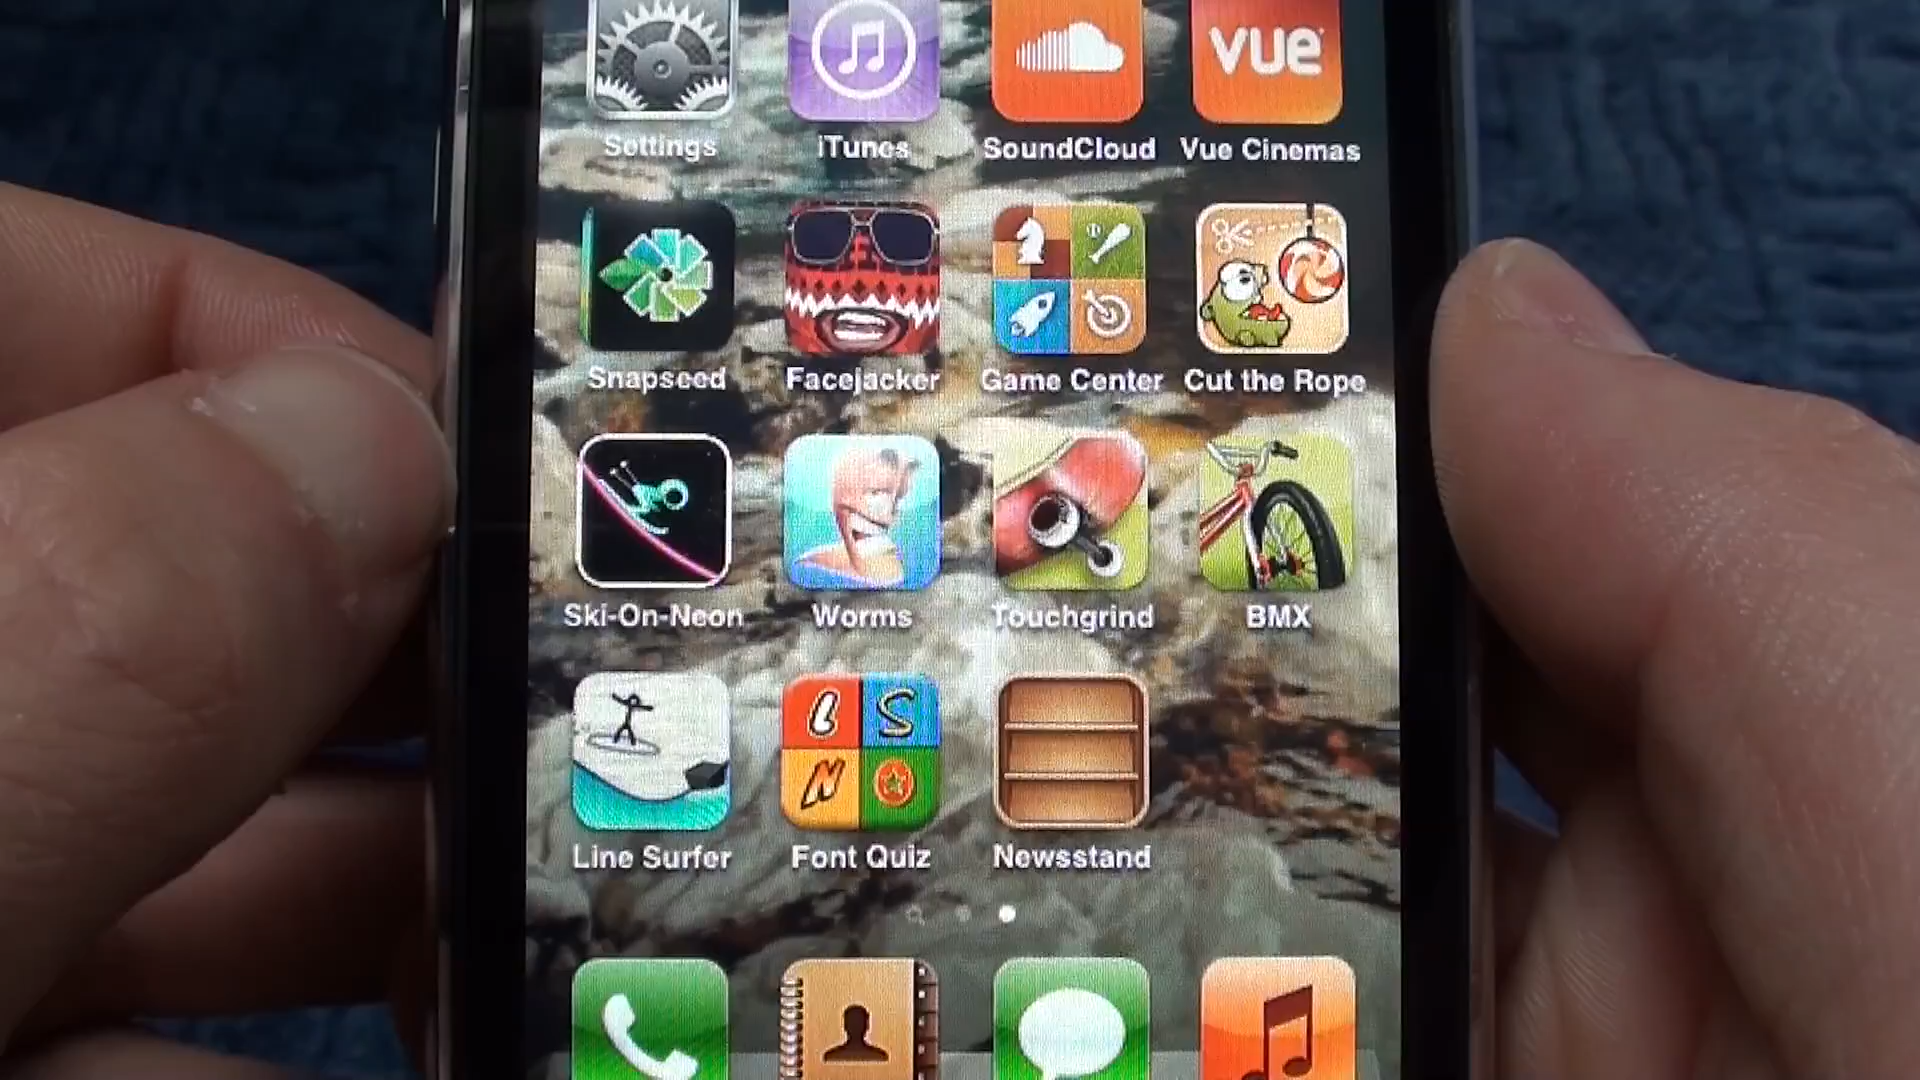 vue
Settings iTunes SoundCloud Vue Cinemas
Snapseed Facejacker Game Center Cut the Rope
Ski-On-Neon Worms Touchgrind BMX
L S
N
Line Surfer Font Quiz Newsstand